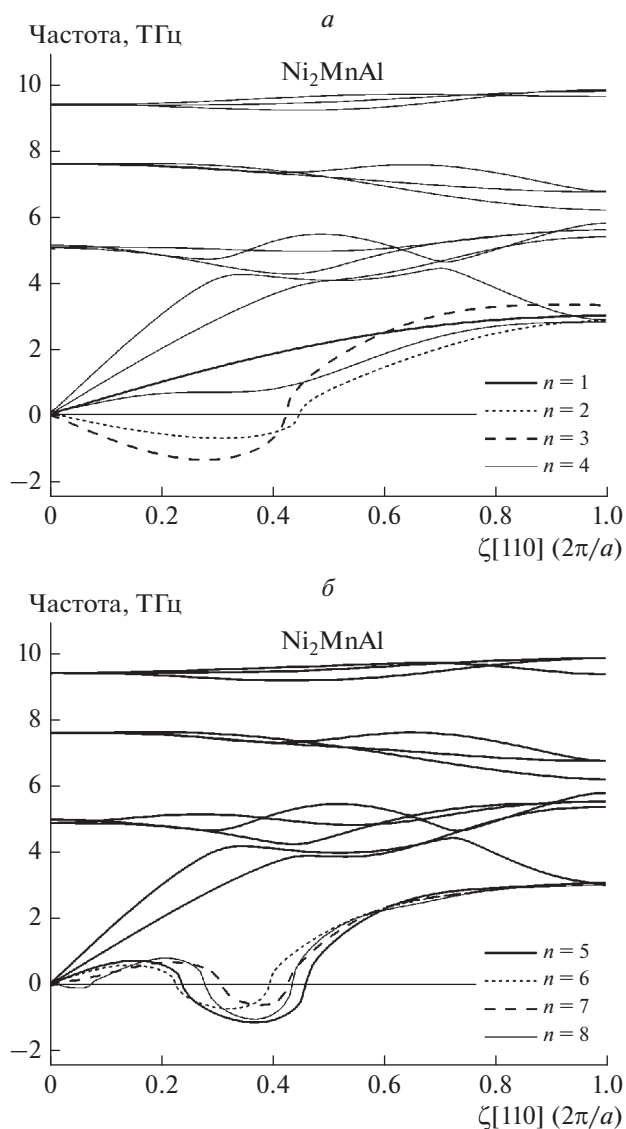 а
Частота, ТГц
Ni₂MnAl
10
8
6
4
2
0
−2
n = 1
n = 2
n = 3
n = 4
0 0.2 0.4 0.6 0.8 1.0
ζ[110] (2π/a)
б
Частота, ТГц
Ni₂MnAl
10
8
6
4
2
0
−2
n = 5
n = 6
n = 7
n = 8
0 0.2 0.4 0.6 0.8 1.0
ζ[110] (2π/a)